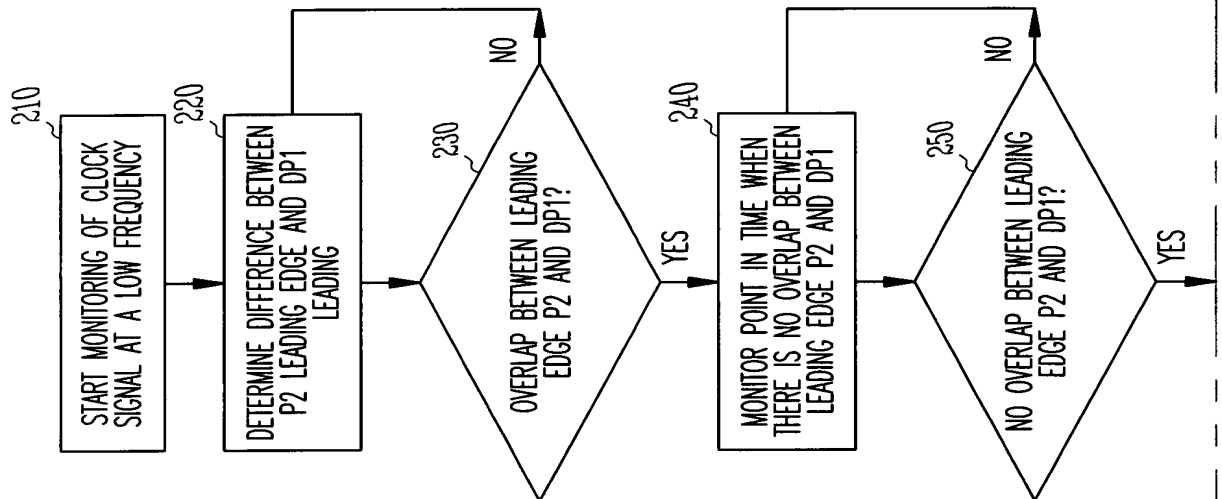 210
START MONITORING OF CLOCK
SIGNAL AT A LOW FREQUENCY
220
DETERMINE DIFFERENCE BETWEEN
P2 LEADING EDGE AND DP1
LEADING
230
OVERLAP BETWEEN LEADING
EDGE P2 AND DP1?
NO
YES
240
MONITOR POINT IN TIME WHEN
THERE IS NO OVERLAP BETWEEN
LEADING EDGE P2 AND DP1
250
NO OVERLAP BETWEEN LEADING
EDGE P2 AND DP1?
NO
YES